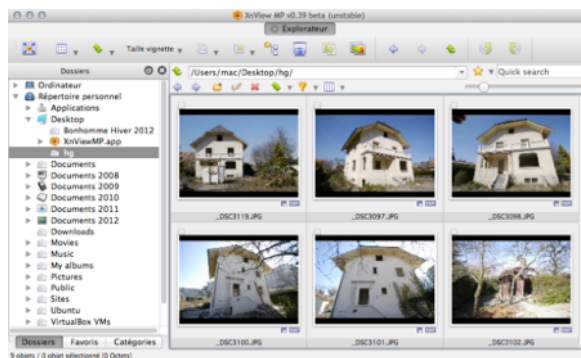 XnView MP v0.39 beta (unstable)
Explorateur
Taille vignette
Dossiers
/Users/mac/Desktop/hg/
Quick search
Ordinateur
Répertoire personnel
Applications
Desktop
Bonhomme Hiver 2012
XnViewMP.app
hg
Documents
Documents 2008
Documents 2009
Documents 2010
Documents 2011
Documents 2012
Downloads
Movies
Music
My albums
Pictures
Public
Sites
Ubuntu
VirtualBox VMs
_DSC3119.JPG
_DSC3097.JPG
_DSC3098.JPG
_DSC3100.JPG
_DSC3101.JPG
_DSC3102.JPG
Dossiers Favoris Catégories
9 objets / 0 objet sélectionné [0 Octets]